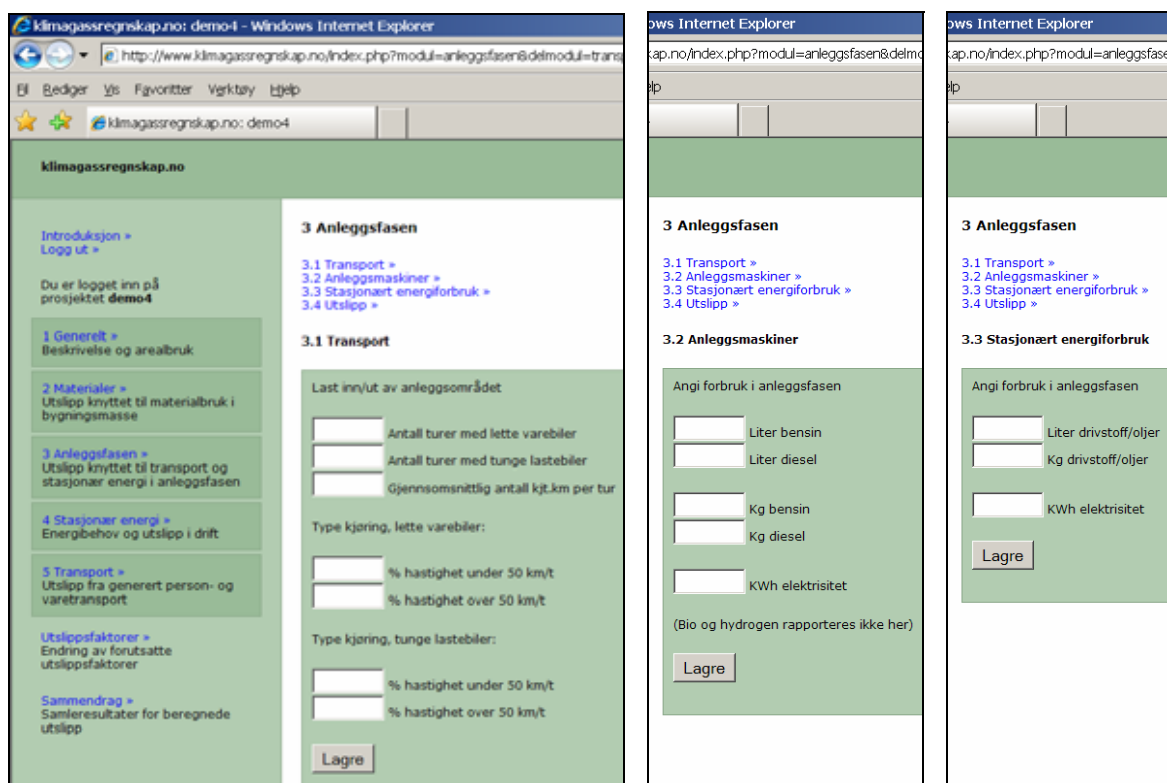 klimagassregnskap.no: demo4 - Windows Internet Explorer
http://www.klimagassregnskap.no/index.php?modul=anleggsfasen&delmodul=trans
Fil Rediger Vis Favoritter Verktøy Hjelp
klimagassregnskap.no: demo4
klimagassregnskap.no
Introduksjon »
Logg ut »
Du er logget inn på
prosjektet demo4
1 Generelt »
Beskrivelse og arealbruk
2 Materialer »
Utslipp knyttet til materialbruk i
bygningsmasse
3 Anleggsfasen »
Utslipp knyttet til transport og
stasjonær energi i anleggsfasen
4 Stasjonær energi »
Energibehov og utslipp i drift
5 Transport »
Utslipp fra generert person- og
varetransport
Utslippsfaktorer »
Endring av forutsatte
utslippsfaktorer
Sammendrag »
Samleresultater for beregnede
utslipp
3 Anleggsfasen
3.1 Transport »
3.2 Anleggsmaskiner »
3.3 Stasjonært energiforbruk »
3.4 Utslipp »
3.1 Transport
Last inn/ut av anleggsområdet
Antall turer med lette varebiler
Antall turer med tunge lastebiler
Gjennsomsnittlig antall kjt.km per tur
Type kjøring, lette varebiler:
% hastighet under 50 km/t
% hastighet over 50 km/t
Type kjøring, tunge lastebiler:
% hastighet under 50 km/t
% hastighet over 50 km/t
Lagre
ows Internet Explorer
kap.no/index.php?modul=anleggsfasen&delmo
elp
3 Anleggsfasen
3.1 Transport »
3.2 Anleggsmaskiner »
3.3 Stasjonært energiforbruk »
3.4 Utslipp »
3.2 Anleggsmaskiner
Angi forbruk i anleggsfasen
Liter bensin
Liter diesel
Kg bensin
Kg diesel
KWh elektrisitet
(Bio og hydrogen rapporteres ikke her)
Lagre
ows Internet Explorer
kap.no/index.php?modul=anleggsfase
elp
3 Anleggsfasen
3.1 Transport »
3.2 Anleggsmaskiner »
3.3 Stasjonært energiforbruk »
3.4 Utslipp »
3.3 Stasjonært energiforbruk
Angi forbruk i anleggsfasen
Liter drivstoff/oljer
Kg drivstoff/oljer
KWh elektrisitet
Lagre